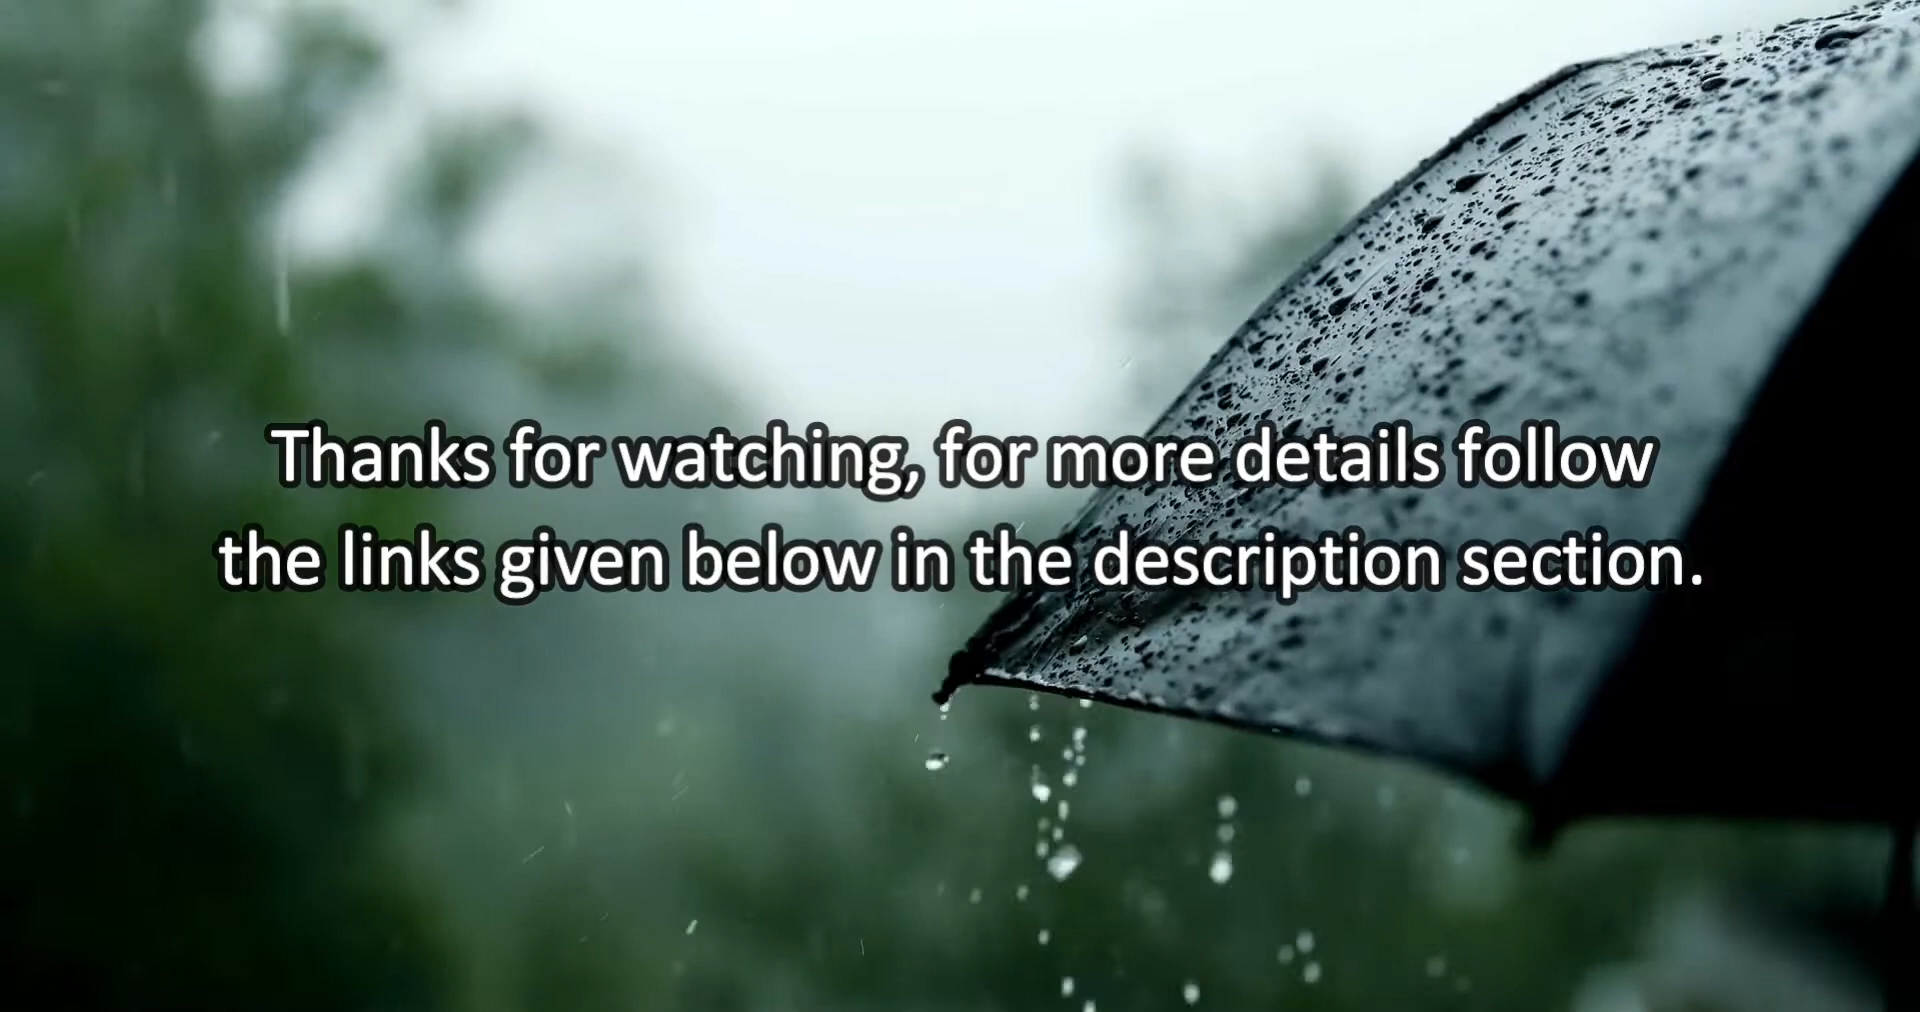 Thanks for watching, for more details follow
the links given below in the description section.